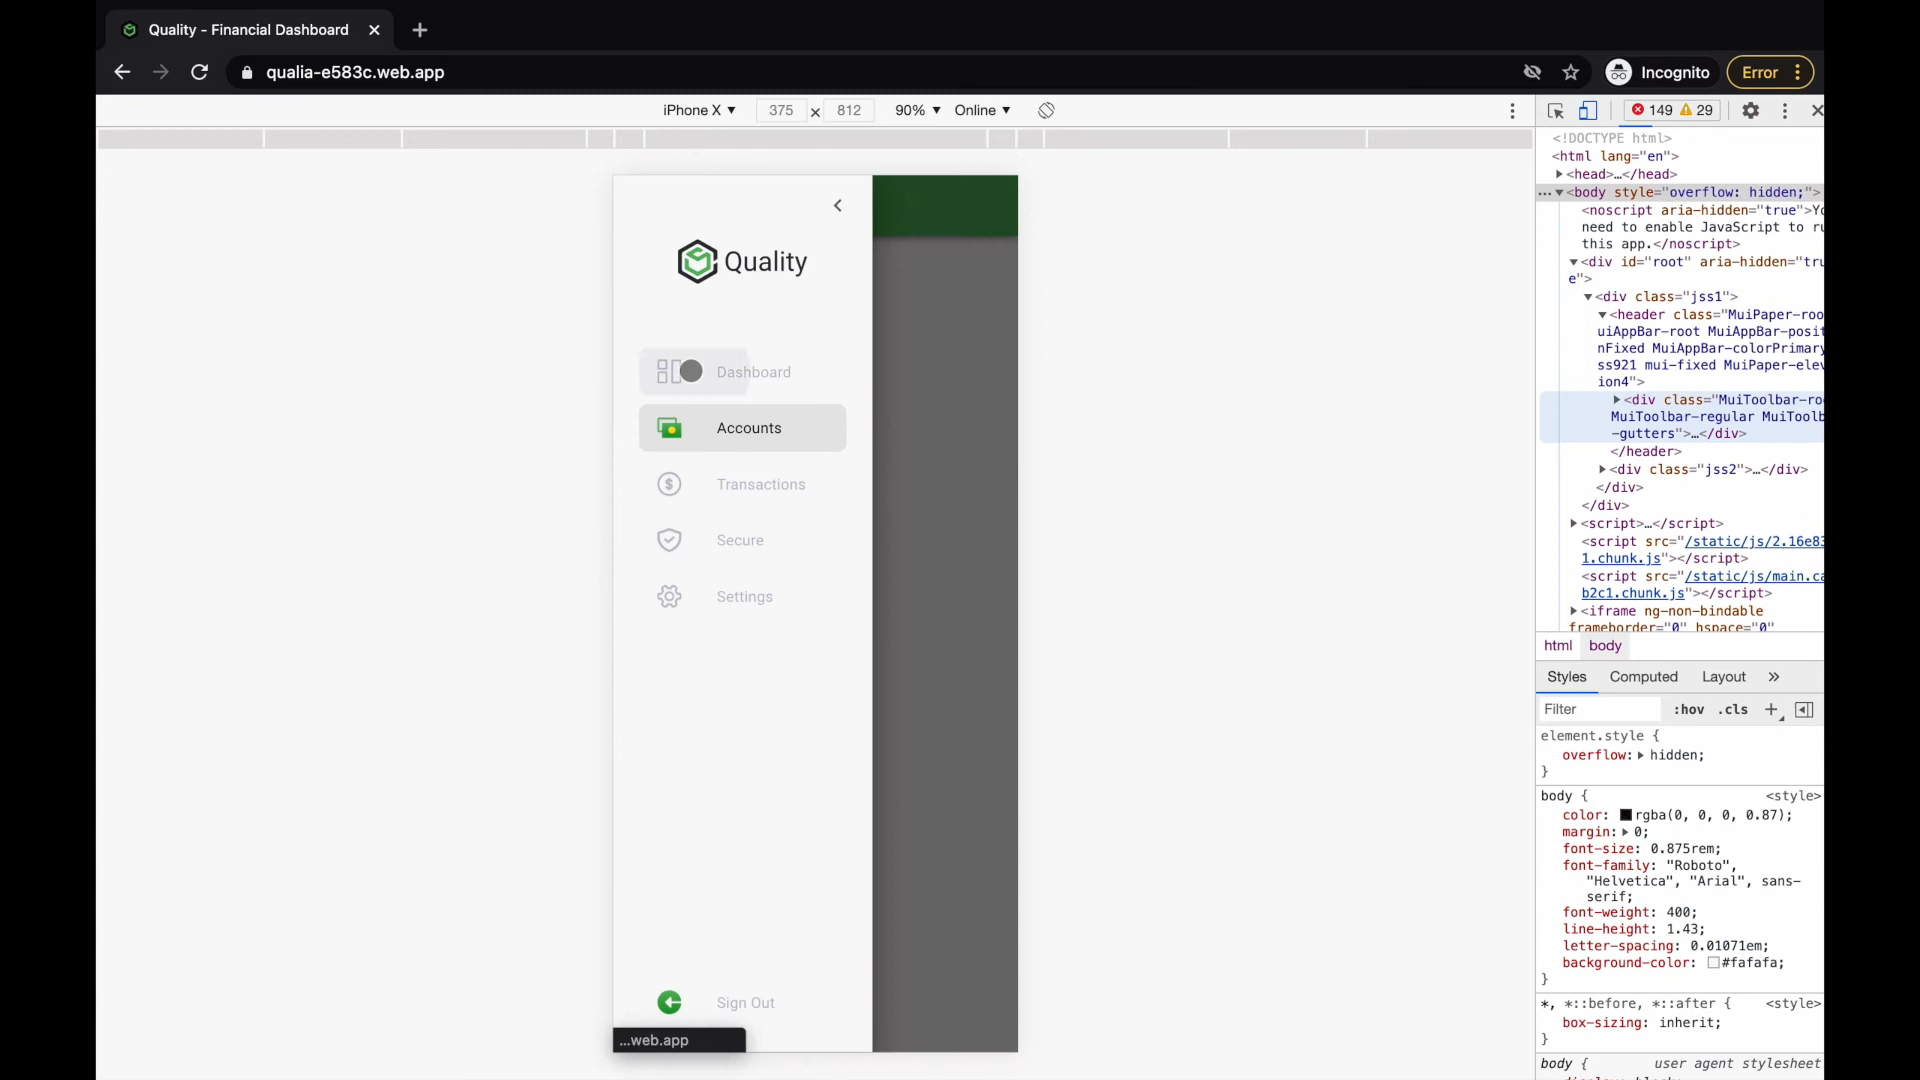 Quality - Financial Dashboard
qualia-e583c.web.app
Incognito
Error
iPhone X
375
812
90%
Online
149
29
Quality
Dashboard
Accounts
Transactions
Secure
Settings
Sign Out
...web.app
<!DOCTYPE html>
<html lang="en">
<head>…</head>
<body style="overflow: hidden;">
<noscript aria-hidden="true">Yo
need to enable JavaScript to ru
this app.</noscript>
<div id="root" aria-hidden="tru
e">
<div class="jss1">
<header class="MuiPaper-roo
uiAppBar-root MuiAppBar-posit
nFixed MuiAppBar-colorPrimary
ss921 mui-fixed MuiPaper-elev
ion4">
<div class="MuiToolbar-roo
MuiToolbar-regular MuiToolb
-gutters">…</div>
</header>
<div class="jss2">…</div>
</div>
</div>
<script>…</script>
<script src="/static/js/2.16e83
1.chunk.js"></script>
<script src="/static/js/main.ca
b2c1.chunk.js"></script>
<iframe ng-non-bindable
frameborder="0" hspace="0"
html body
Styles Computed Layout
Filter
:hov .cls
element.style {
overflow: hidden;
}
body { <style>
color: rgba(0, 0, 0, 0.87);
margin: 0;
font-size: 0.875rem;
font-family: "Roboto",
"Helvetica", "Arial", sans-
serif;
font-weight: 400;
line-height: 1.43;
letter-spacing: 0.01071em;
background-color: #fafafa;
}
*, *::before, *::after { <style>
box-sizing: inherit;
}
body { user agent stylesheet